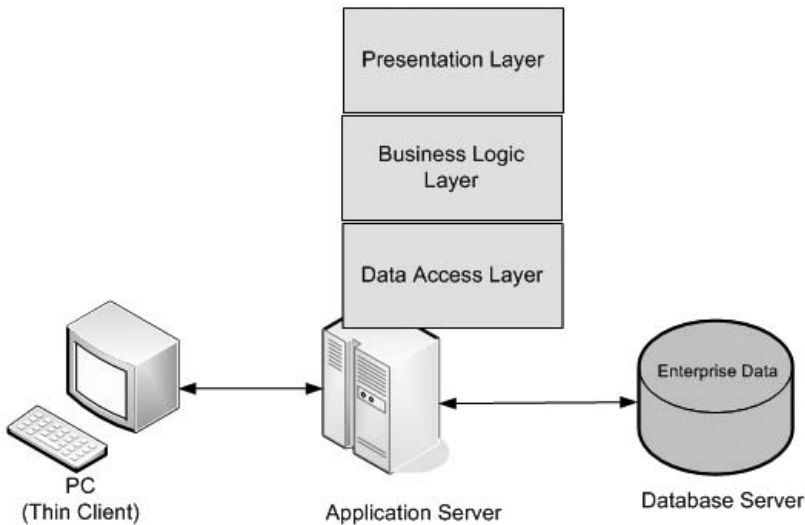 Presentation Layer
Business Logic
Layer
Data Access Layer
Enterprise Data
PC
(Thin Client)
Application Server
Database Server